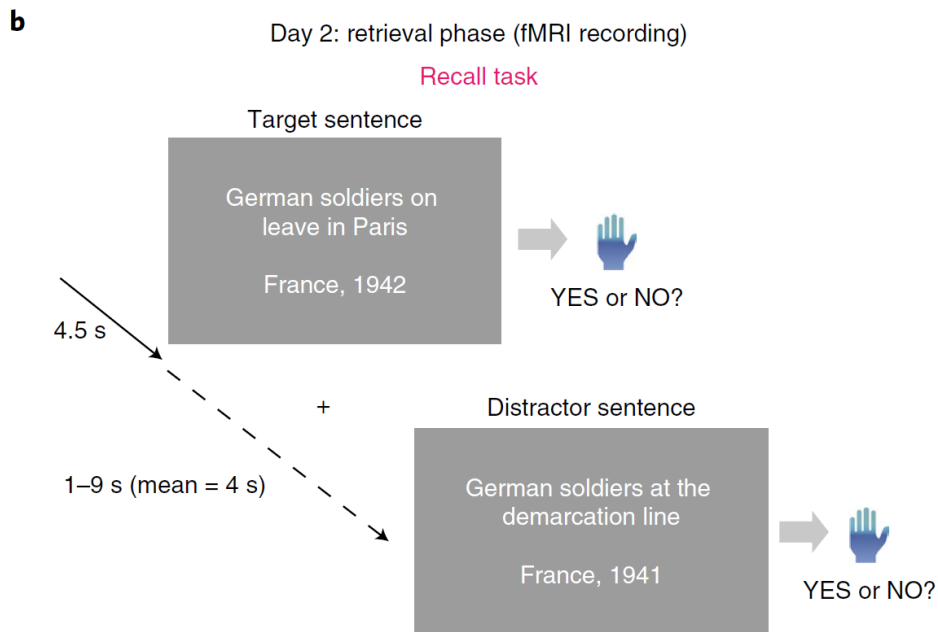 b
Day 2: retrieval phase (fMRI recording)
Recall task
Target sentence
German soldiers on
leave in Paris
France, 1942
YES or NO?
4.5 s
+
1–9 s (mean = 4 s)
Distractor sentence
German soldiers at the
demarcation line
France, 1941
YES or NO?